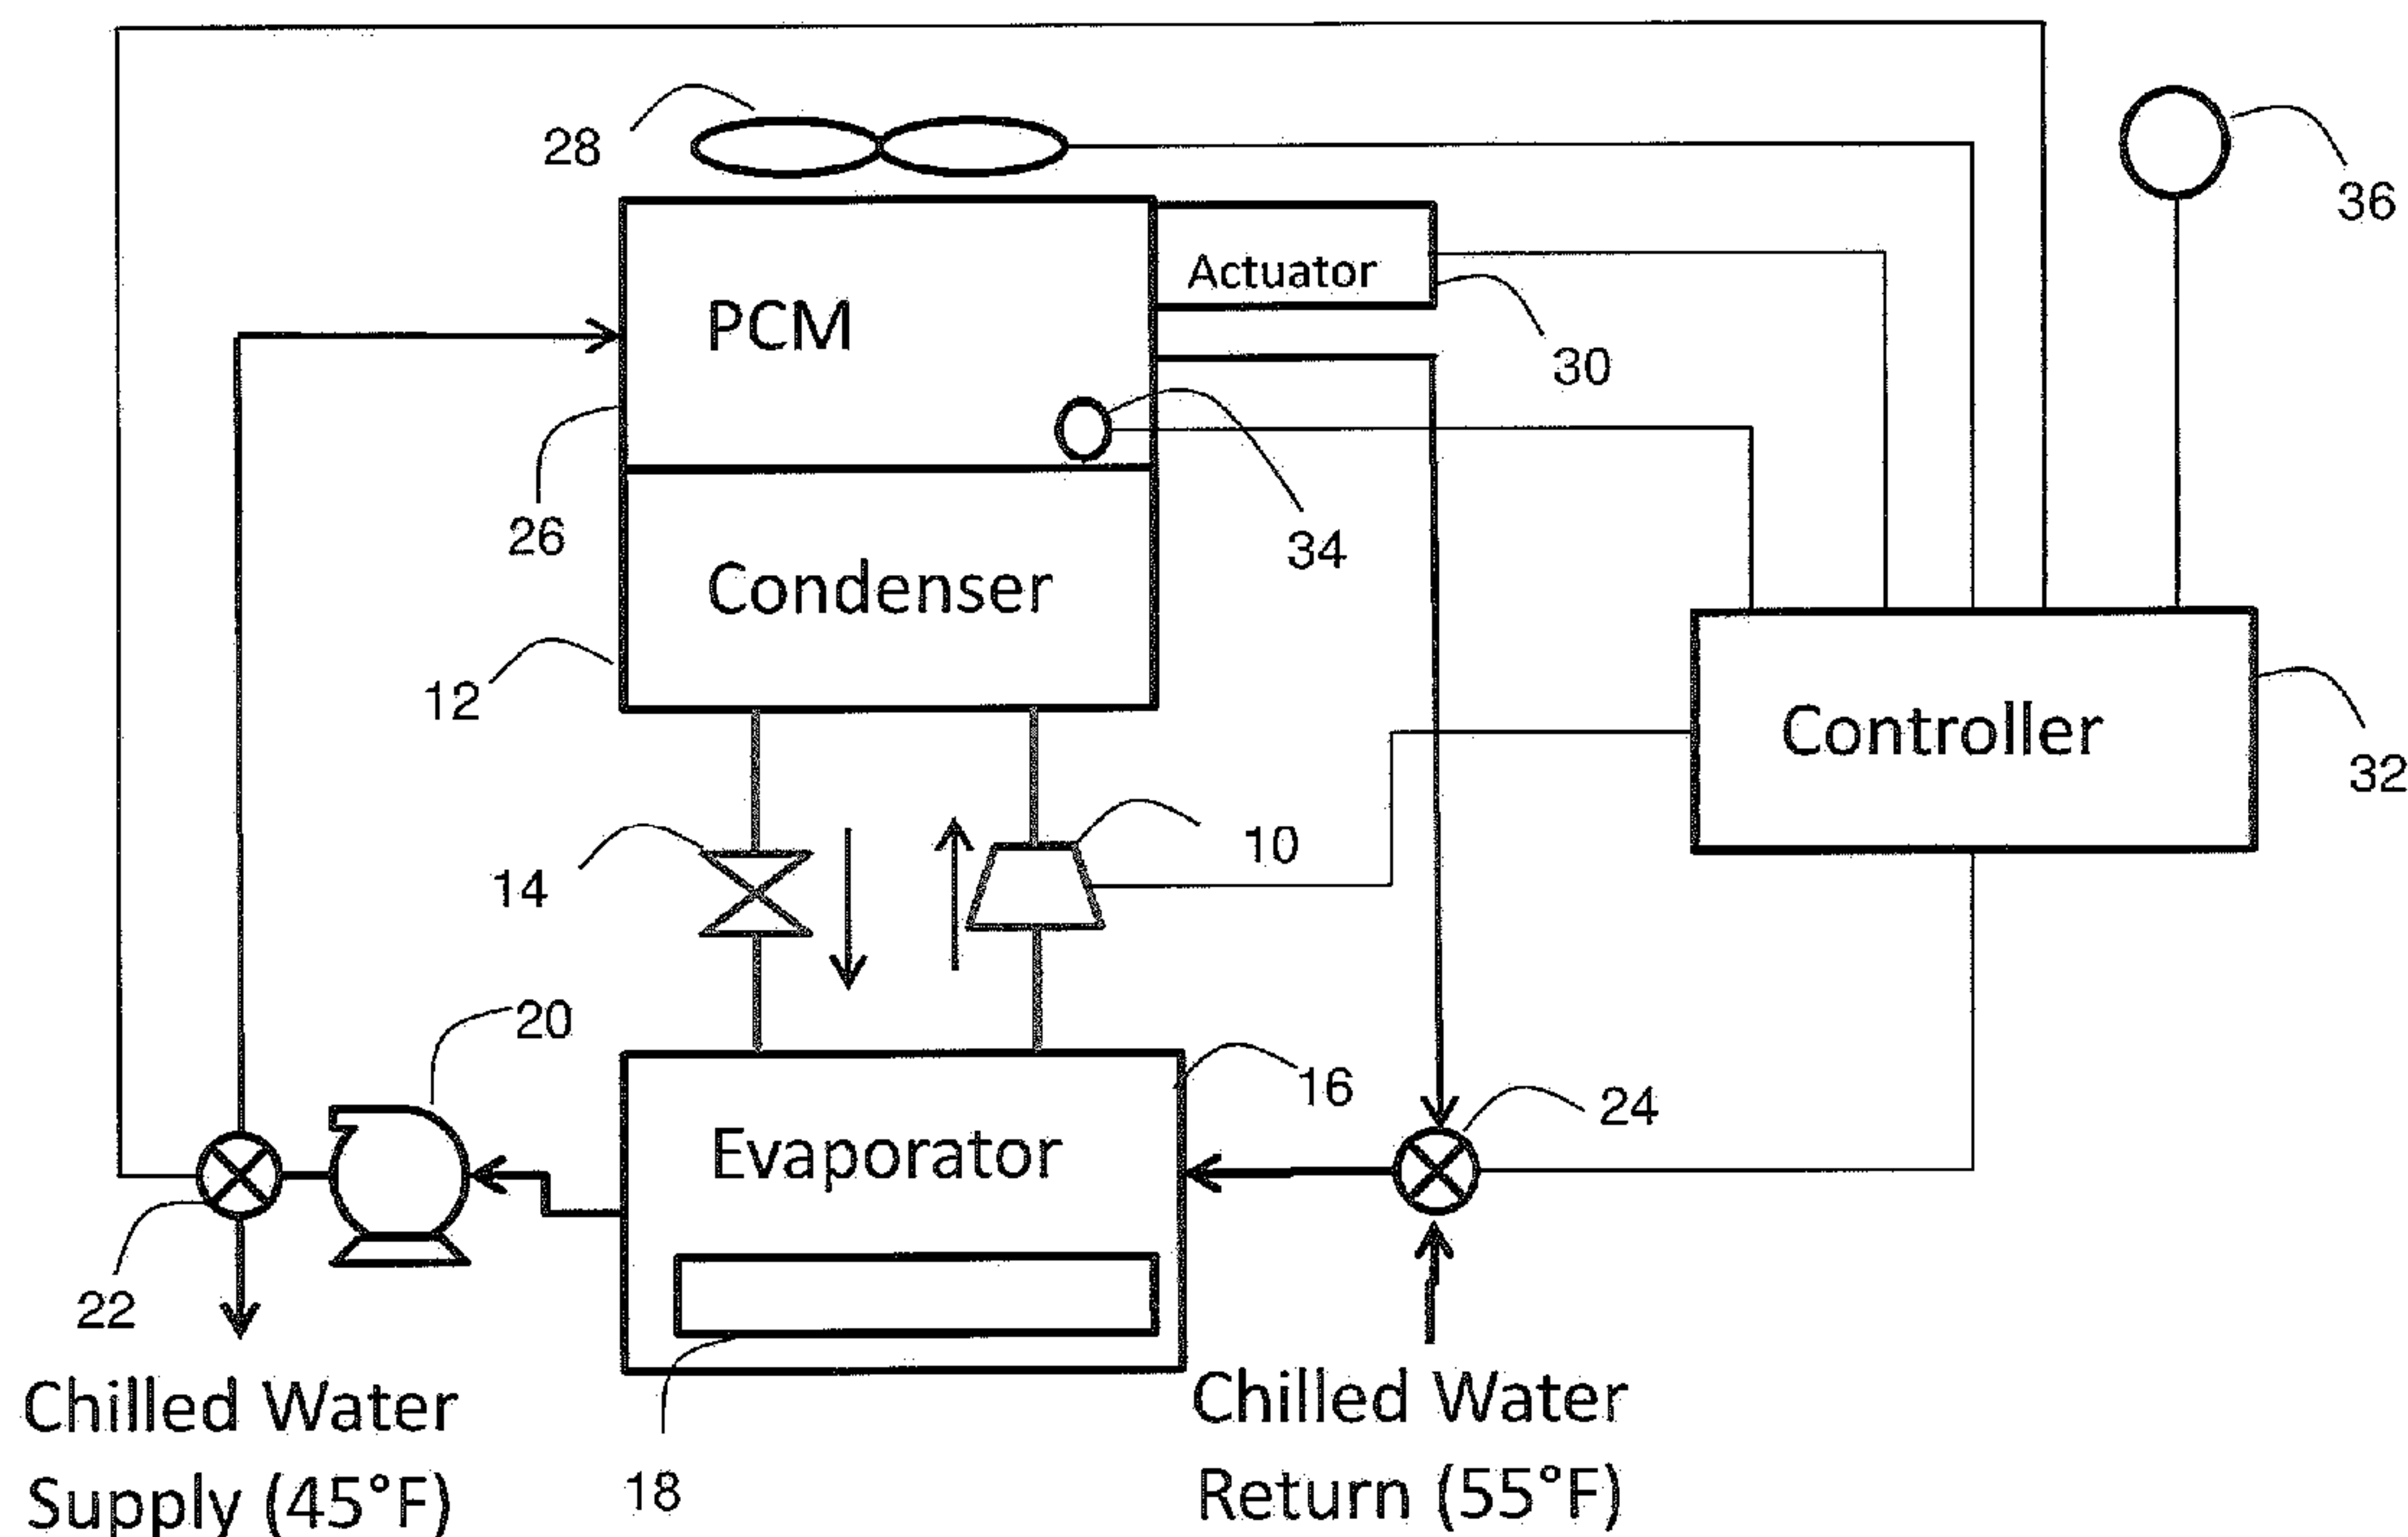 28
36
Actuator
PCM
30
26
34
Condenser
12
Controller
32
14
10
20
16
24
Evaporator
22
18
Chilled Water
Supply (45°F)
Chilled Water
Return (55°F)